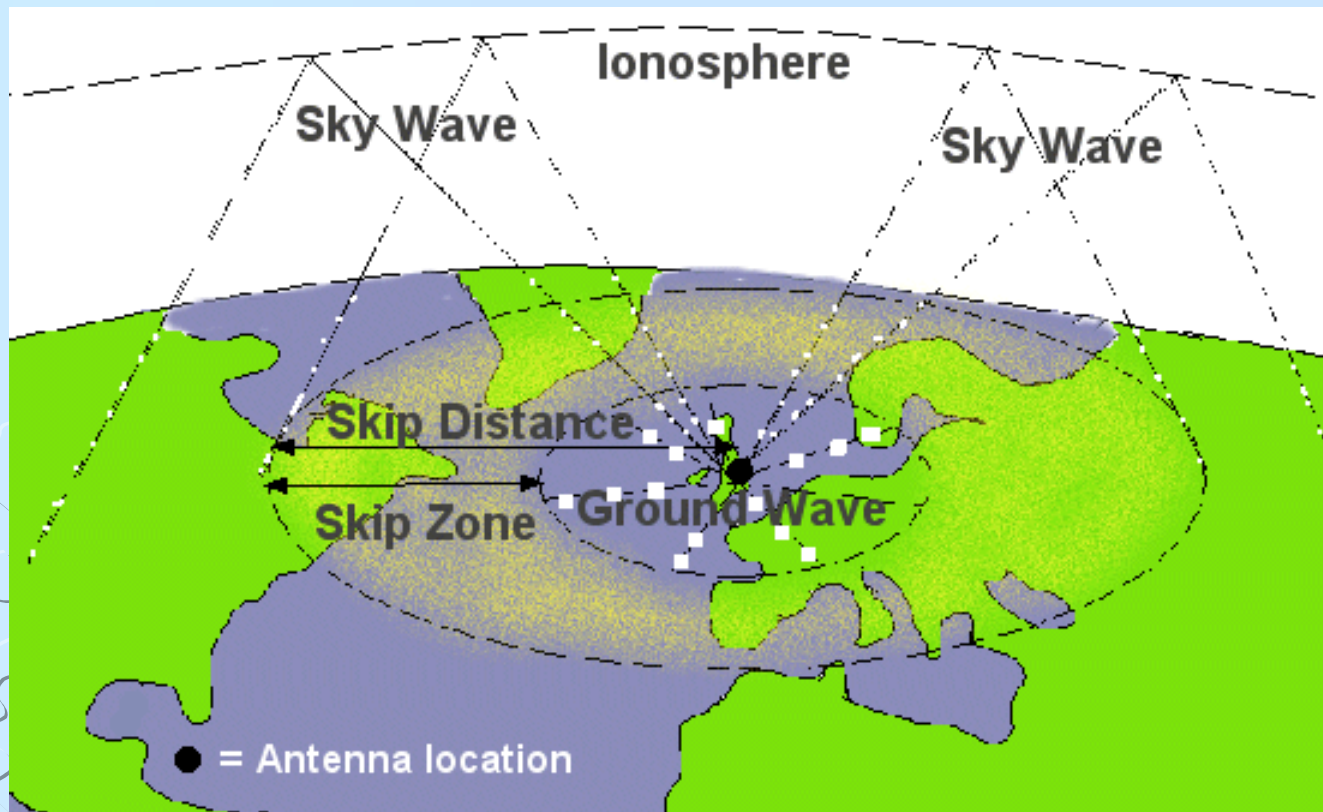 Ionosphere
Sky Wave
Sky Wave
Skip Distance
Skip Zone
Ground Wave
= Antenna location